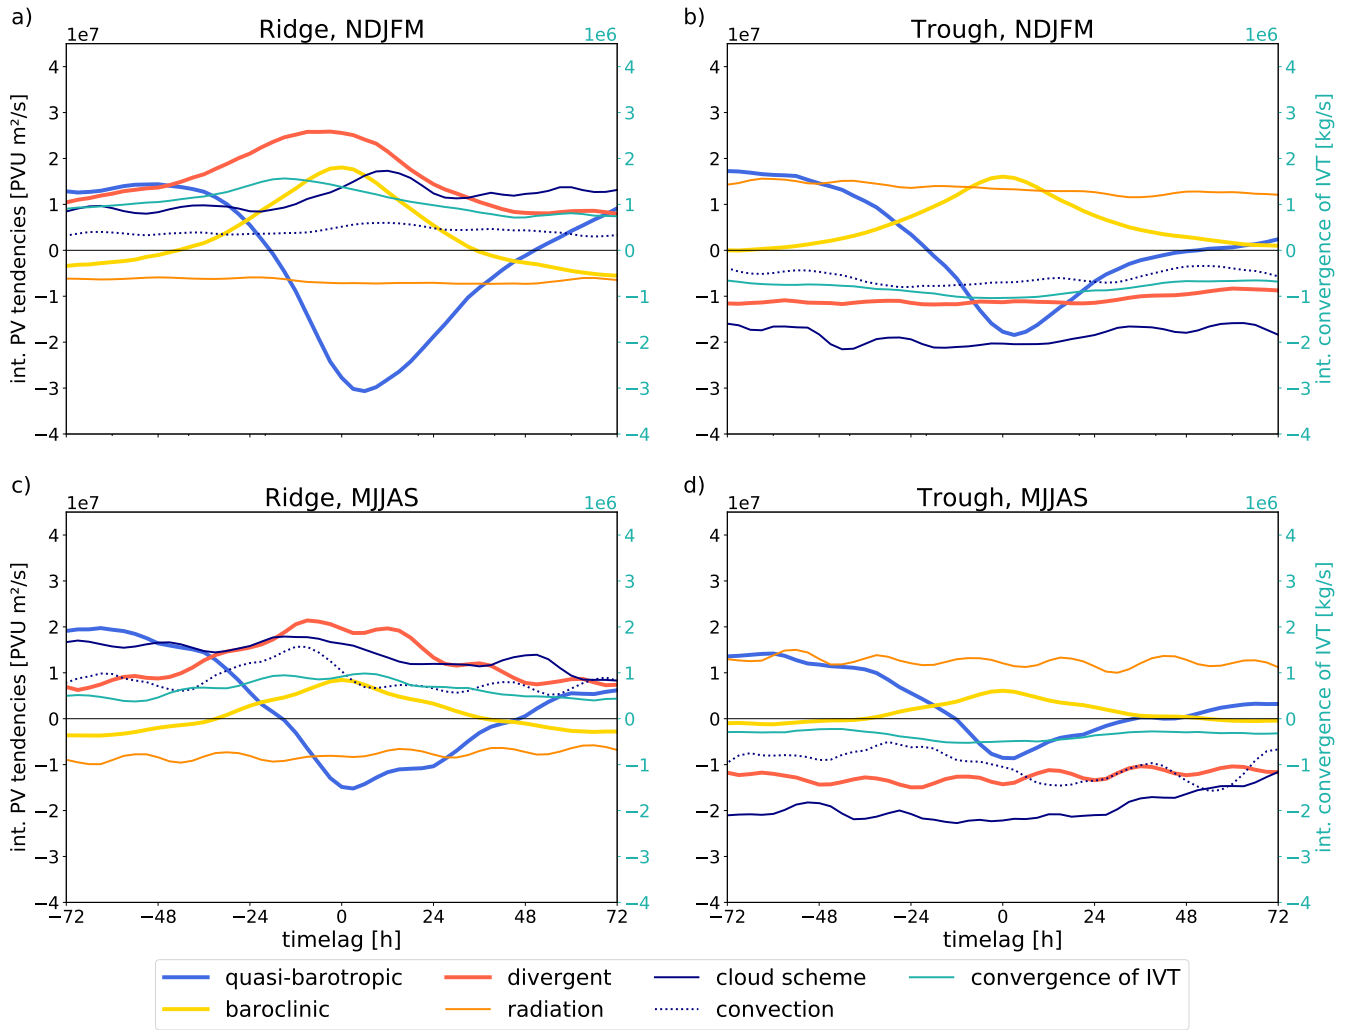 a)
Ridge, NDJFM
1e7
1e6
4
3
2
1
0
−1
−2
−3
−4
int. PV tendencies [PVU m²/s]
4
3
2
1
0
−1
−2
−3
−4
b)
Trough, NDJFM
1e7
1e6
4
3
2
1
0
−1
−2
−3
−4
4
3
2
1
0
−1
−2
−3
−4
int. convergence of IVT [kg/s]
c)
Ridge, MJJAS
1e7
1e6
4
3
2
1
0
−1
−2
−3
−4
int. PV tendencies [PVU m²/s]
4
3
2
1
0
−1
−2
−3
−4
−72 −48 −24 0 24 48 72
timelag [h]
d)
Trough, MJJAS
1e7
1e6
4
3
2
1
0
−1
−2
−3
−4
4
3
2
1
0
−1
−2
−3
−4
int. convergence of IVT [kg/s]
−72 −48 −24 0 24 48 72
timelag [h]
quasi-barotropic divergent cloud scheme convergence of IVT
baroclinic radiation convection